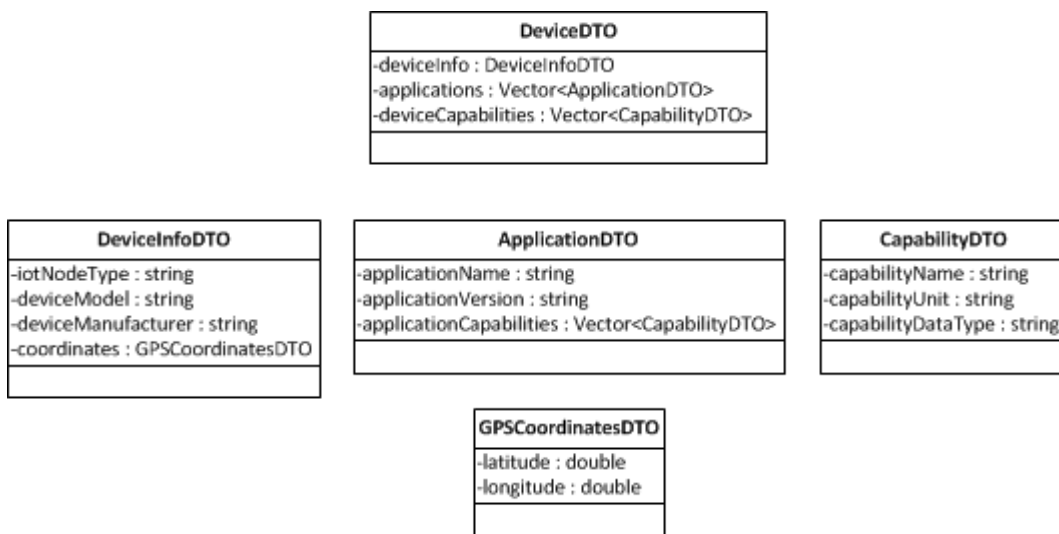 DeviceDTO
-deviceInfo : DeviceInfoDTO
-applications : Vector<ApplicationDTO>
-deviceCapabilities : Vector<CapabilityDTO>
DeviceInfoDTO
-iotNodeType : string
-deviceModel : string
-deviceManufacturer : string
-coordinates : GPSCoordinatesDTO
ApplicationDTO
-applicationName : string
-applicationVersion : string
-applicationCapabilities : Vector<CapabilityDTO>
CapabilityDTO
-capabilityName : string
-capabilityUnit : string
-capabilityDataType : string
GPSCoordinatesDTO
-latitude : double
-longitude : double